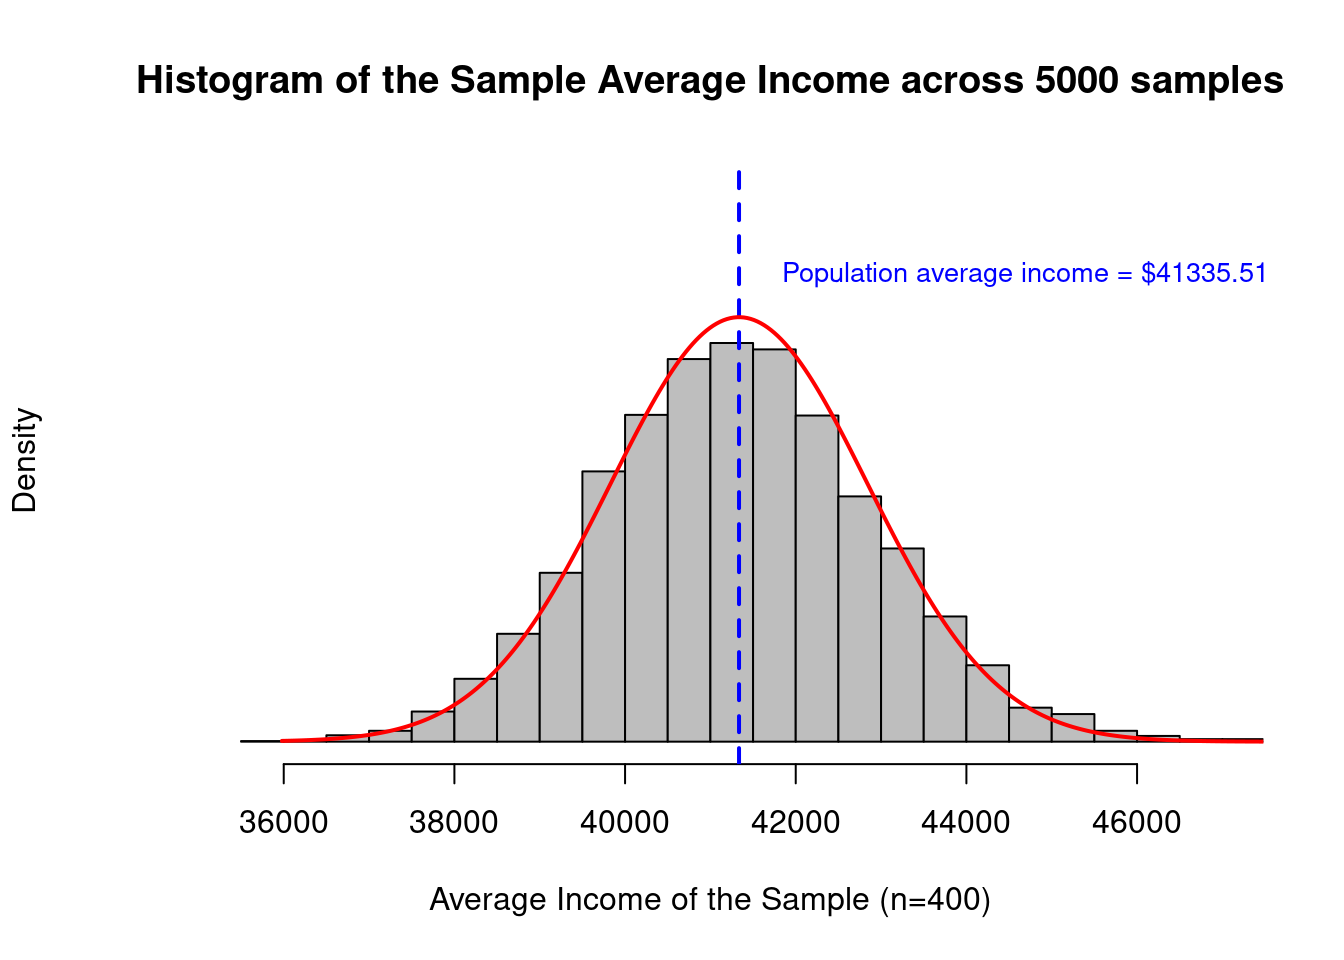 Histogram of the Sample Average Income across 5000 samples
Population average income = $41335.51
Density
36000 38000 40000 42000 44000 46000
Average Income of the Sample (n=400)